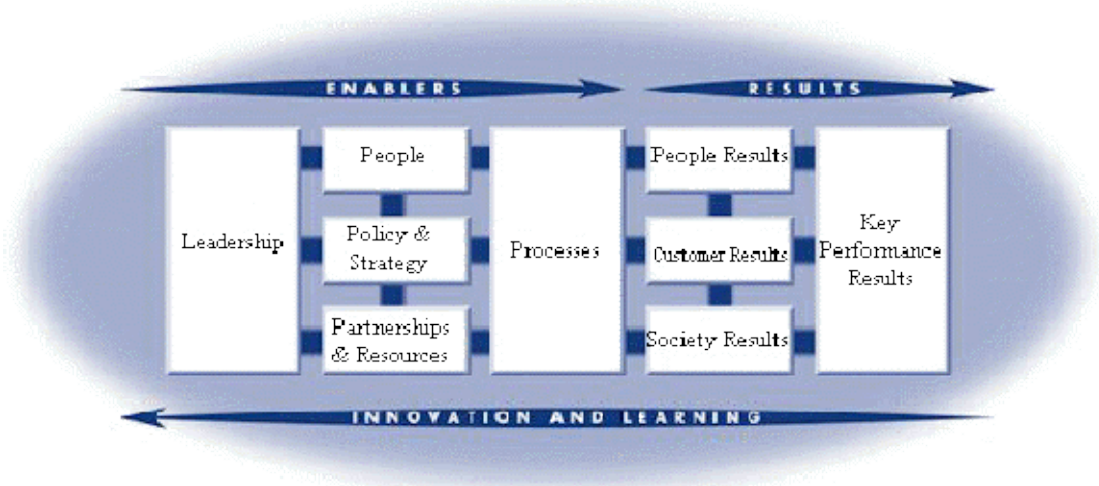 ENABLERS
RESULTS
Leadership
People
Policy &
Strategy
Partnerships
& Resources
Processes
People Results
Customer Results
Society Results
Key
Performance
Results
INNOVATION AND LEARNING